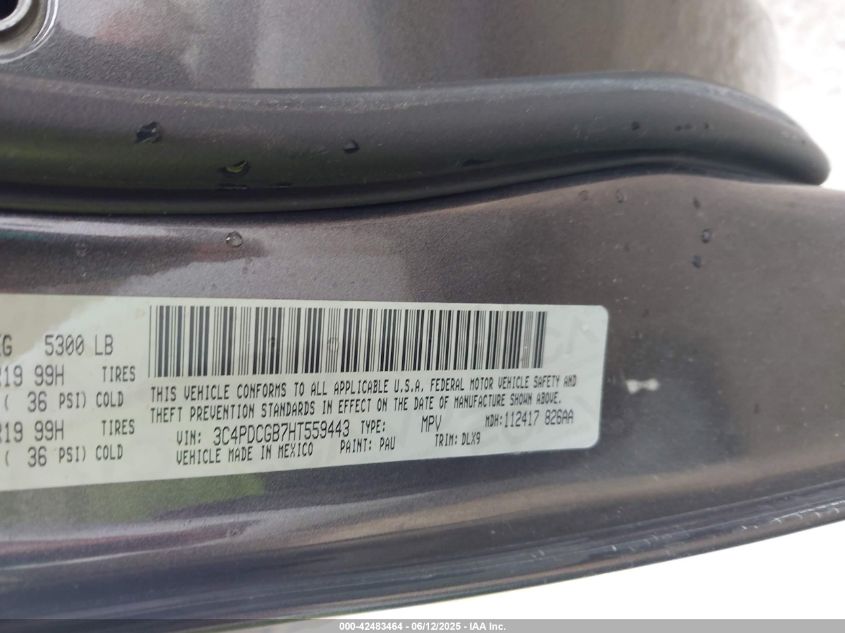 5300 LB
R19 99H TIRES
( 36 PSI) COLD
R19 99H TIRES
( 36 PSI) COLD
THIS VEHICLE CONFORMS TO ALL APPLICABLE U.S.A. FEDERAL MOTOR VEHICLE SAFETY AND
THEFT PREVENTION STANDARDS IN EFFECT ON THE DATE OF MANUFACTURE SHOWN ABOVE.
VIN: 3C4PDCGB7HT559443 TYPE: MPV MDH:112417 826AA
VEHICLE MADE IN MEXICO PAINT: PAU TRIM: DLX9
000-42483464 - 06/12/2025 - IAA Inc.